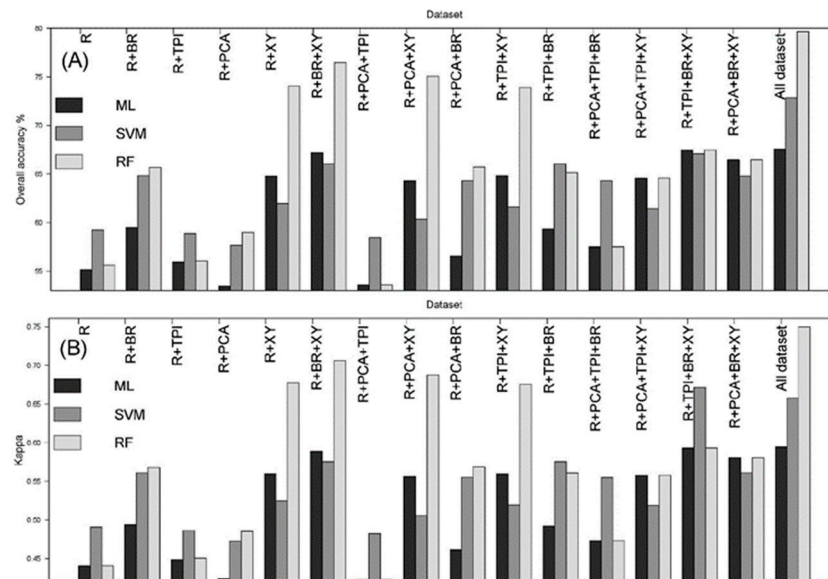 Dataset
(A)
Overall accuracy %
80
75
70
65
60
55
ML
SVM
RF
R
R+BR
R+TPI
R+PCA
R+XY
R+BR+XY
R+PCA+TPI
R+PCA+XY
R+PCA+BR
R+TPI+XY
R+TPI+BR
R+PCA+TPI+BR
R+PCA+TPI+XY
R+TPI+BR+XY
R+PCA+BR+XY
All dataset
Dataset
(B)
Kappa
0.75
0.70
0.65
0.60
0.55
0.50
0.45
ML
SVM
RF
R
R+BR
R+TPI
R+PCA
R+XY
R+BR+XY
R+PCA+TPI
R+PCA+XY
R+PCA+BR
R+TPI+XY
R+TPI+BR
R+PCA+TPI+BR
R+PCA+TPI+XY
R+TPI+BR+XY
R+PCA+BR+XY
All dataset